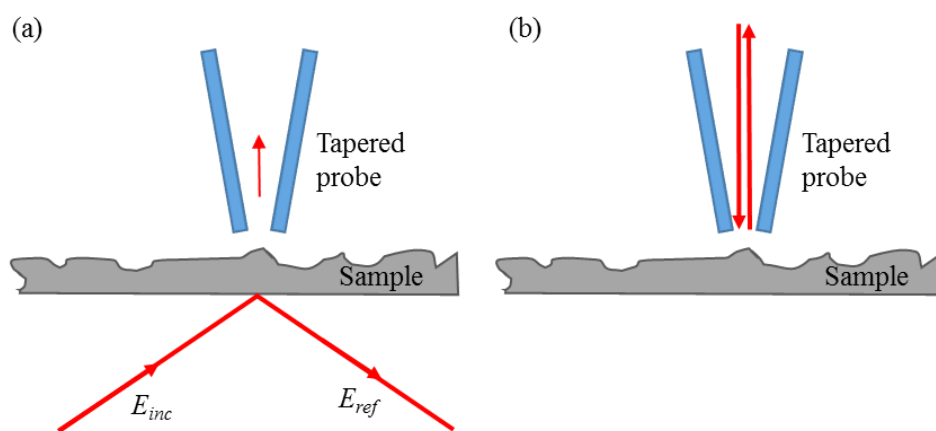 (a)
Tapered
probe
Sample
E_inc
E_ref
(b)
Tapered
probe
Sample